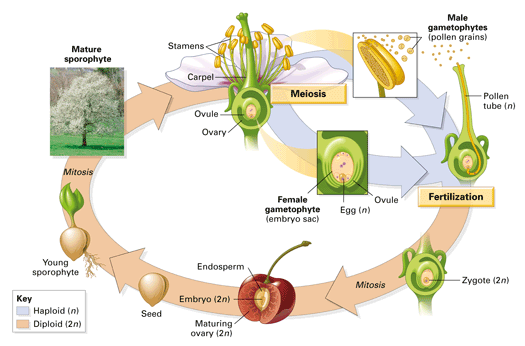 Mature
sporophyte
Stamens
Carpel
Ovule
Ovary
Meiosis
Male
gametophytes
(pollen grains)
Pollen
tube (n)
Female
gametophyte
(embryo sac)
Egg (n)
Ovule
Fertilization
Mitosis
Young
sporophyte
Seed
Endosperm
Embryo (2n)
Maturing
ovary (2n)
Mitosis
Zygote (2n)
Key
Haploid (n)
Diploid (2n)